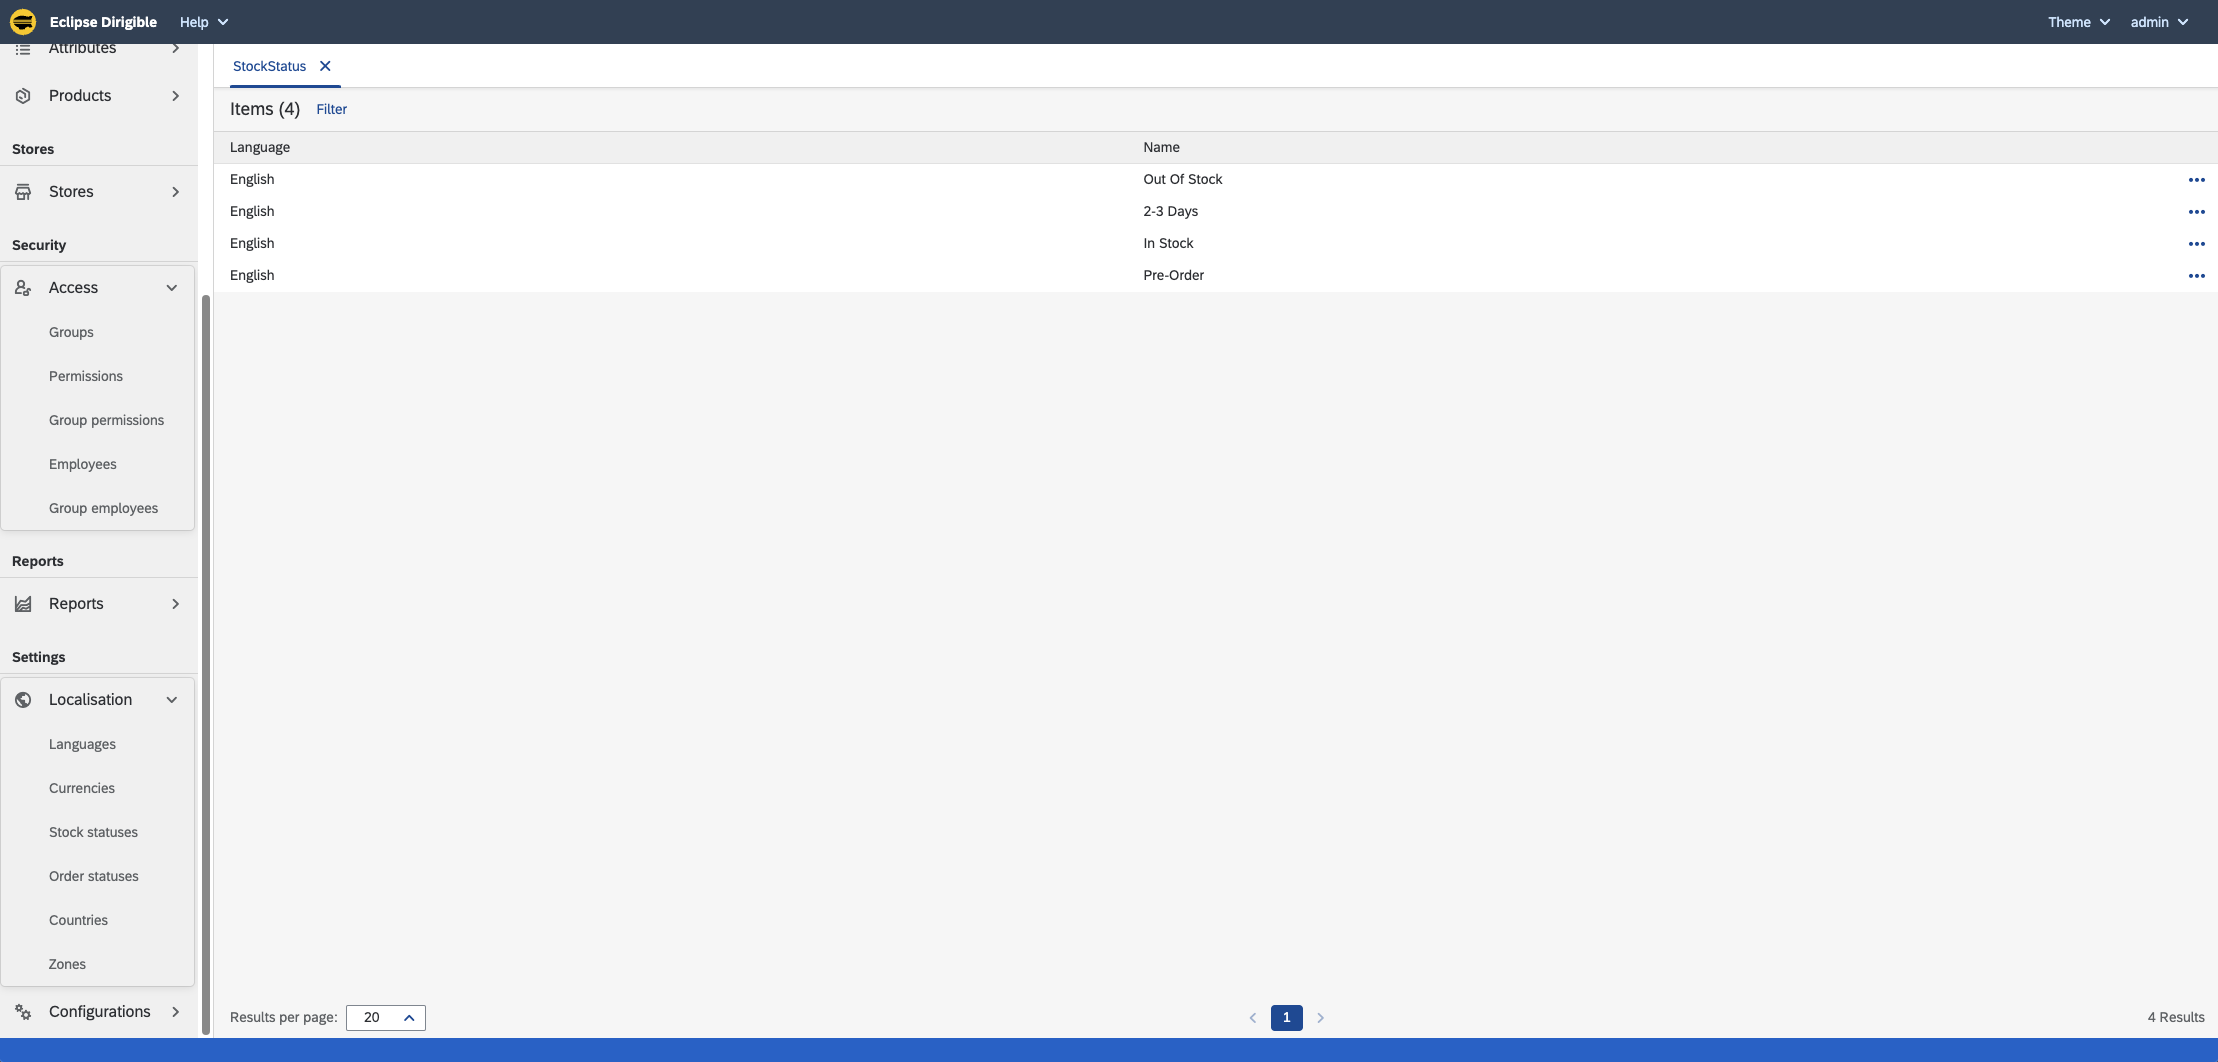 Eclipse Dirigible Help Theme admin
Attributes
Products
Stores
Stores
Security
Access
Groups
Permissions
Group permissions
Employees
Group employees
Reports
Reports
Settings
Localisation
Languages
Currencies
Stock statuses
Order statuses
Countries
Zones
Configurations
StockStatus
Items (4) Filter
Language Name
English Out Of Stock
English 2-3 Days
English In Stock
English Pre-Order
Results per page: 20 1 4 Results